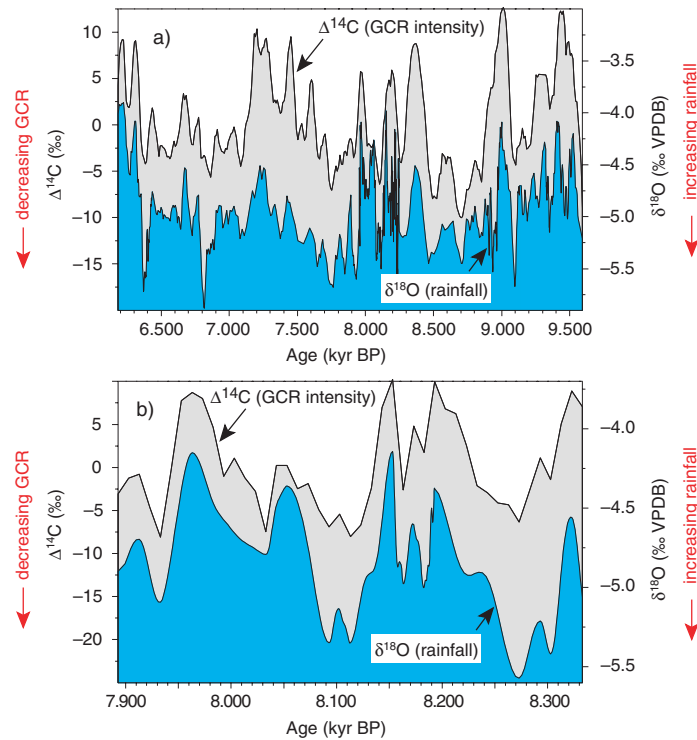 a)
Δ14C (GCR intensity)
10
5
0
−5
−10
−15
−3.5
−4.0
−4.5
−5.0
−5.5
decreasing GCR
Δ14C (‰)
δ18O (‰ VPDB)
increasing rainfall
δ18O (rainfall)
6.500 7.000 7.500 8.000 8.500 9.000 9.500
Age (kyr BP)
b)
Δ14C (GCR intensity)
5
0
−5
−10
−15
−20
−4.0
−4.5
−5.0
−5.5
decreasing GCR
Δ14C (‰)
δ18O (‰ VPDB)
increasing rainfall
δ18O (rainfall)
7.900 8.000 8.100 8.200 8.300
Age (kyr BP)